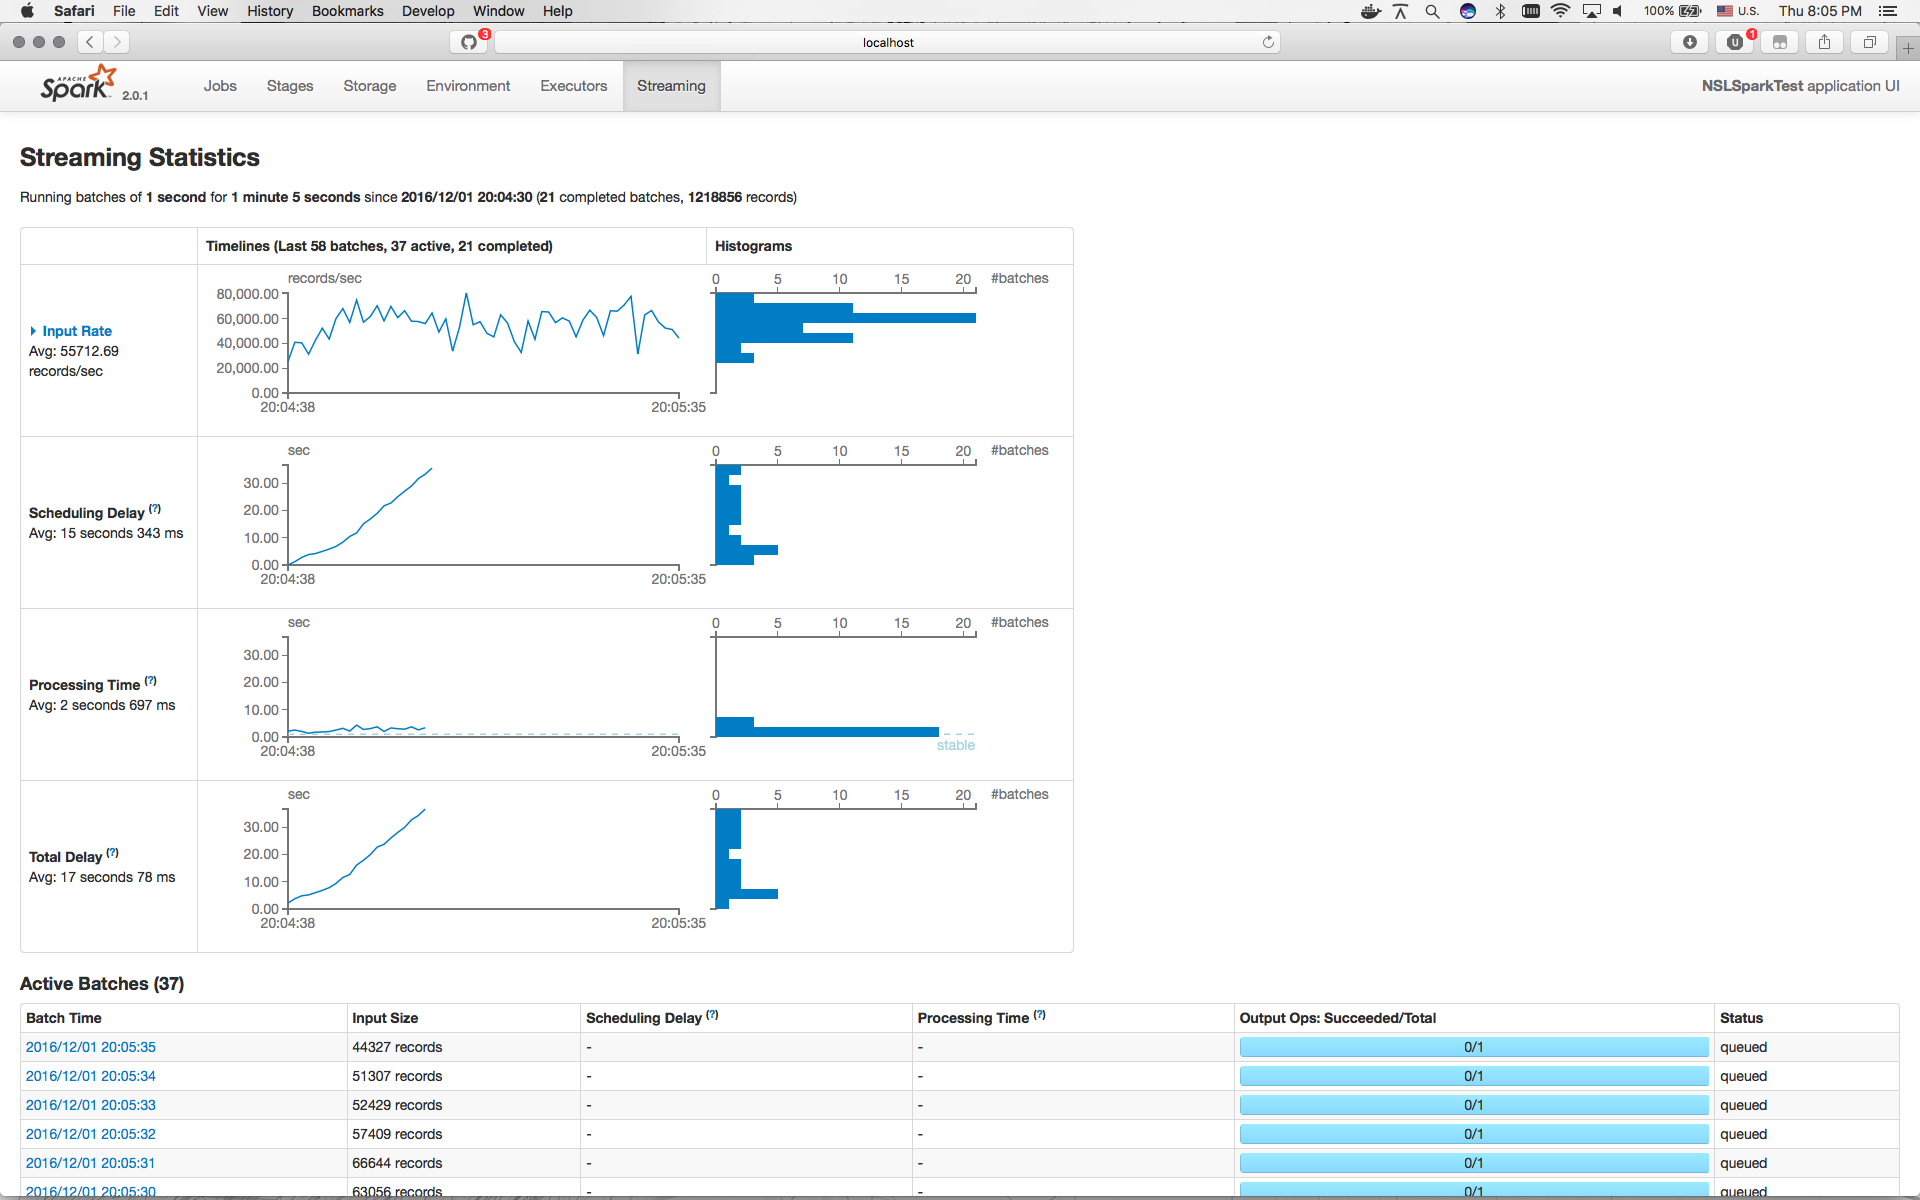 Safari File Edit View History Bookmarks Develop Window Help 100% U.S. Thu 8:05 PM
3 localhost U 1
APACHE Spark 2.0.1 Jobs Stages Storage Environment Executors Streaming NSLSparkTest application UI
Streaming Statistics
Running batches of 1 second for 1 minute 5 seconds since 2016/12/01 20:04:30 (21 completed batches, 1218856 records)
Timelines (Last 58 batches, 37 active, 21 completed) Histograms
Input Rate
Avg: 55712.69
records/sec
records/sec
80,000.00
60,000.00
40,000.00
20,000.00
0.00
20:04:38 20:05:35
0 5 10 15 20 #batches
Scheduling Delay (?)
Avg: 15 seconds 343 ms
sec
30.00
20.00
10.00
0.00
20:04:38 20:05:35
0 5 10 15 20 #batches
Processing Time (?)
Avg: 2 seconds 697 ms
sec
30.00
20.00
10.00
0.00
20:04:38 20:05:35
0 5 10 15 20 #batches
stable
Total Delay (?)
Avg: 17 seconds 78 ms
sec
30.00
20.00
10.00
0.00
20:04:38 20:05:35
0 5 10 15 20 #batches
Active Batches (37)
Batch Time Input Size Scheduling Delay (?) Processing Time (?) Output Ops: Succeeded/Total Status
2016/12/01 20:05:35 44327 records - - 0/1 queued
2016/12/01 20:05:34 51307 records - - 0/1 queued
2016/12/01 20:05:33 52429 records - - 0/1 queued
2016/12/01 20:05:32 57409 records - - 0/1 queued
2016/12/01 20:05:31 66644 records - - 0/1 queued
2016/12/01 20:05:30 63056 records - - 0/1 queued